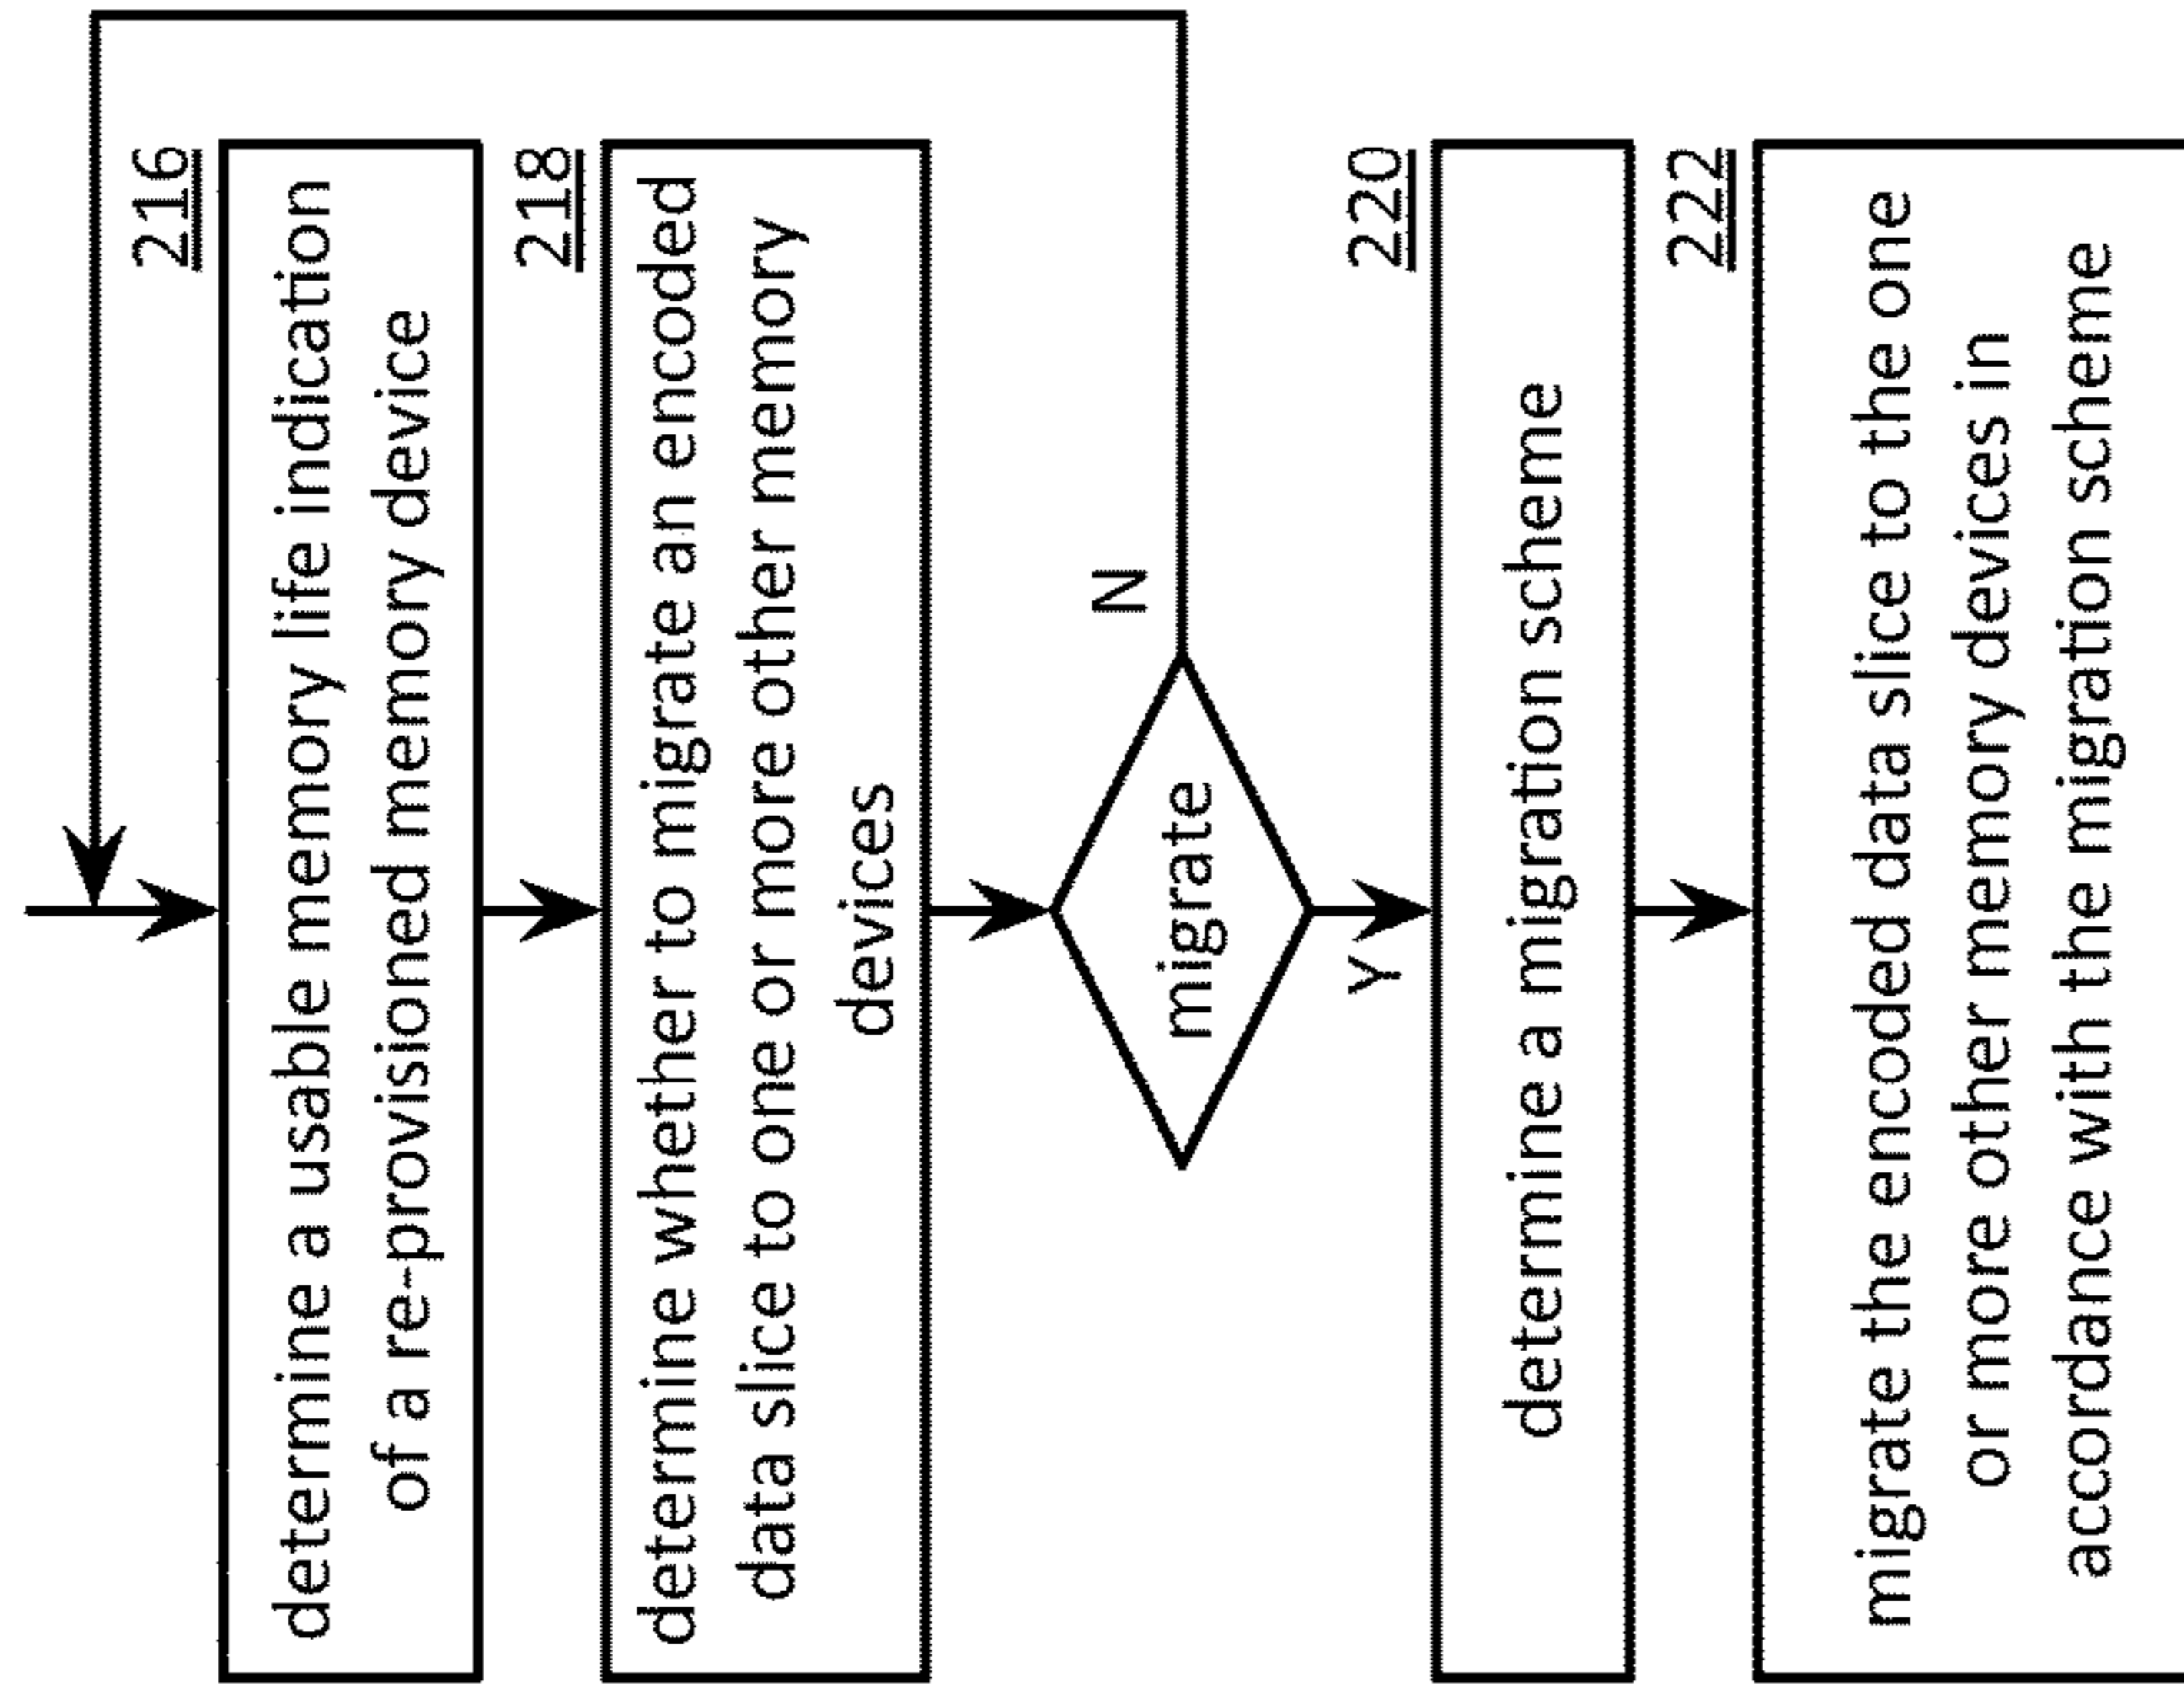 216
determine a usable memory life indication
of a re-provisioned memory device
218
determine whether to migrate an encoded
data slice to one or more other memory
devices
migrate
N
Y
220
determine a migration scheme
222
migrate the encoded data slice to the one
or more other memory devices in
accordance with the migration scheme